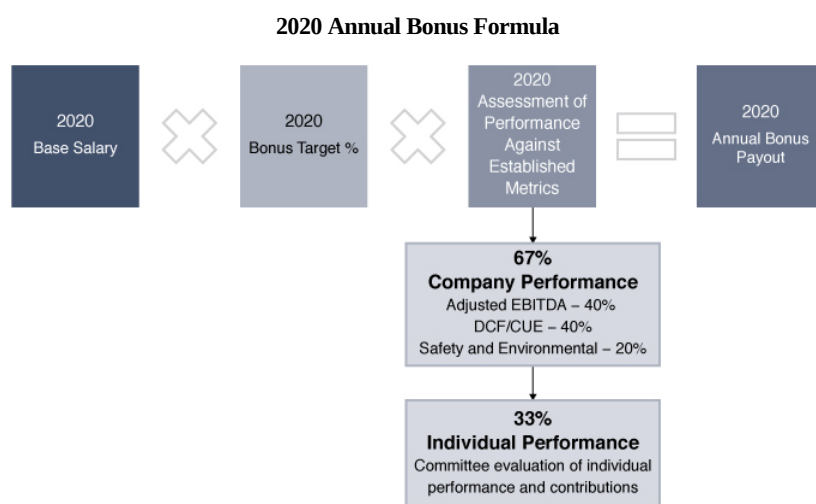 2020 Annual Bonus Formula
2020
Base Salary
2020
Bonus Target %
2020
Assessment of
Performance
Against
Established
Metrics
2020
Annual Bonus
Payout
67%
Company Performance
Adjusted EBITDA – 40%
DCF/CUE – 40%
Safety and Environmental – 20%
33%
Individual Performance
Committee evaluation of individual
performance and contributions